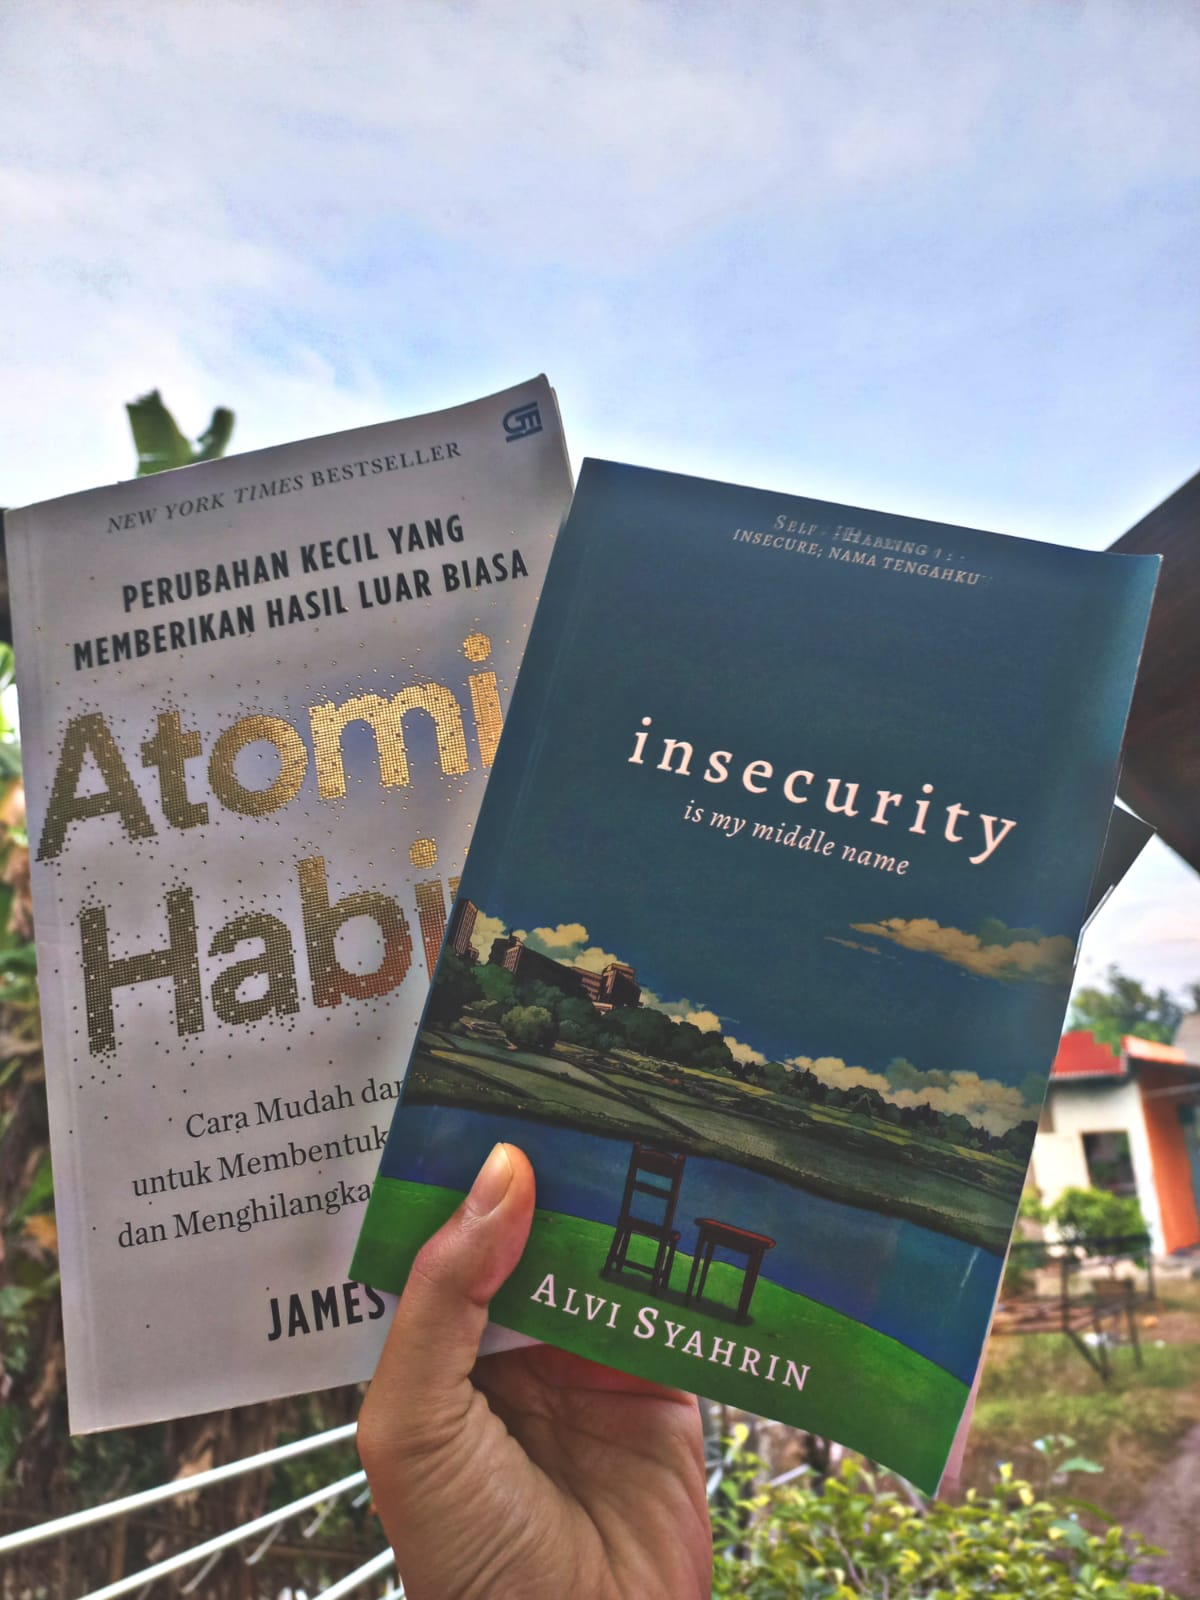 NEW YORK TIMES BESTSELLER
PERUBAHAN KECIL YANG
MEMBERIKAN HASIL LUAR BIASA
Atomi
Habi
Cara Mudah dan
untuk Membentuk
dan Menghilangka
JAMES
SELF -
INSECURE; NAMA TENGAHKU
insecurity
is my middle name
ALVI SYAHRIN